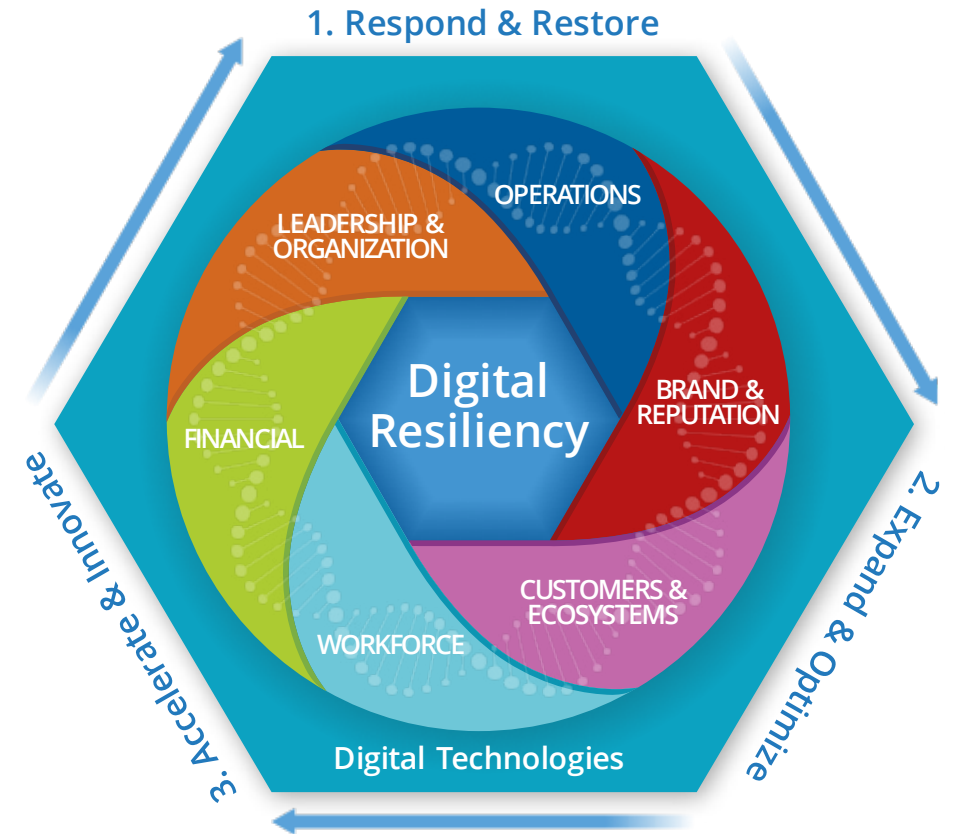 1. Respond & Restore
OPERATIONS
LEADERSHIP &
ORGANIZATION
BRAND &
REPUTATION
Digital
Resiliency
FINANCIAL
CUSTOMERS &
ECOSYSTEMS
WORKFORCE
Digital Technologies
2. Expand & Optimize
3. Accelerate & Innovate